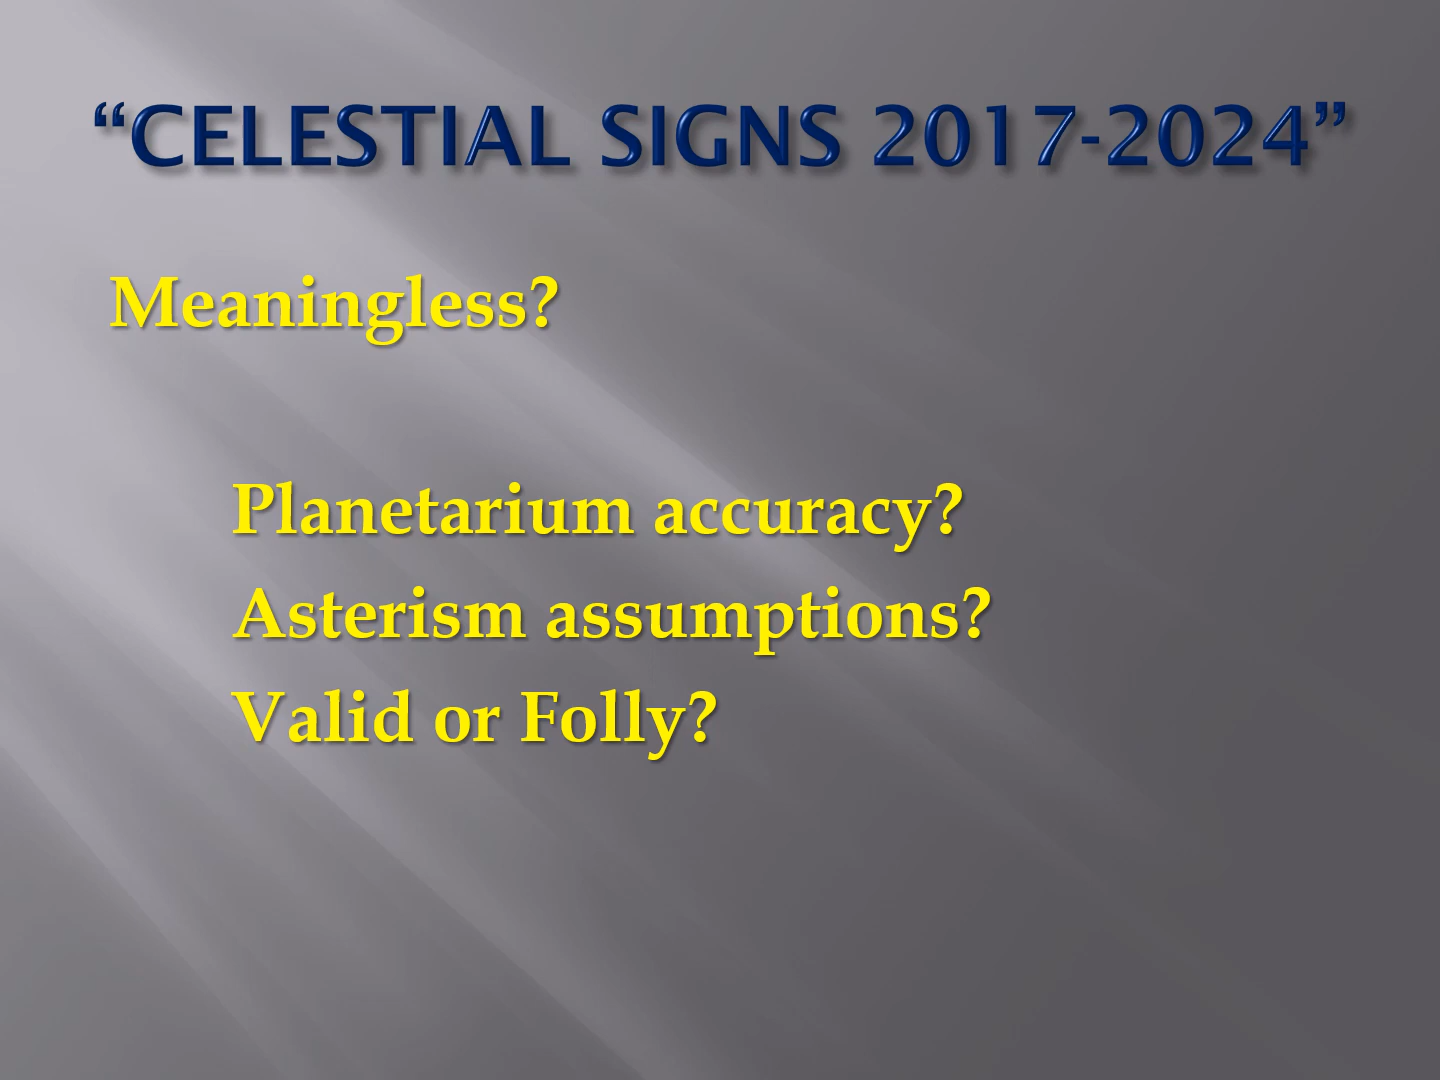 “CELESTIAL SIGNS 2017-2024”
Meaningless?
Planetarium accuracy?
Asterism assumptions?
Valid or Folly?